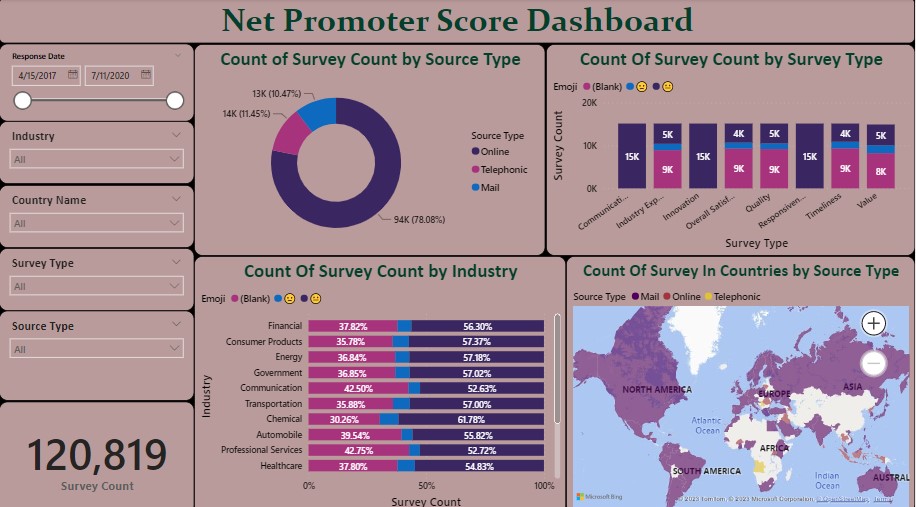 Net Promoter Score Dashboard
Response Date
4/15/2017 7/11/2020
Industry
All
Country Name
All
Survey Type
All
Source Type
All
120,819
Survey Count
Count of Survey Count by Source Type
13K (10.47%)
14K (11.45%)
94K (78.08%)
Source Type
Online
Telephonic
Mail
Count Of Survey Count by Survey Type
Emoji (Blank) 😟 😐
Survey Count
20K
10K
0K
15K 5K 9K 15K 4K 9K 5K 9K 15K 4K 9K 5K 8K
Communicati... Industry Exp... Innovation Overall Satisf... Quality Responsiven... Timeliness Value
Survey Type
Count Of Survey Count by Industry
Emoji (Blank) 😟 😐
Industry
Financial 37.82% 56.30%
Consumer Products 35.78% 57.37%
Energy 36.84% 57.18%
Government 36.85% 57.02%
Communication 42.50% 52.63%
Transportation 35.88% 57.00%
Chemical 30.26% 61.78%
Automobile 39.54% 55.82%
Professional Services 42.75% 52.72%
Healthcare 37.80% 54.83%
0% 50% 100%
Survey Count
Count Of Survey In Countries by Source Type
Source Type Mail Online Telephonic
NORTH AMERICA
EUROPE
ASIA
Atlantic
Ocean
AFRICA
SOUTH AMERICA
Indian
Ocean
AUSTRAL
Microsoft Bing
© 2023 TomTom, © 2023 Microsoft Corporation, © OpenStreetMap Terms